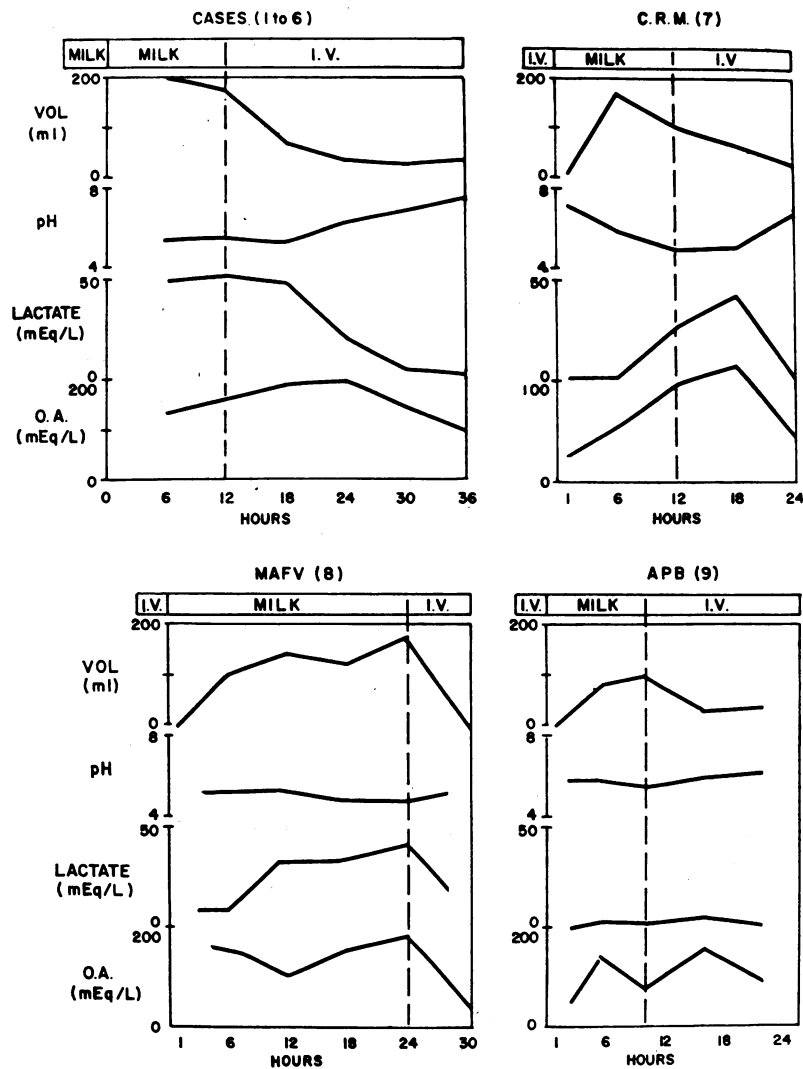 CASES (1 to 6)
MILK MILK I.V.
200
VOL
(ml)
0
8
pH
4
50
LACTATE
(mEq/L)
0
200
O.A.
(mEq/L)
0
0 6 12 18 24 30 36
HOURS
C.R.M. (7)
I.V. MILK I.V
200
0
8
4
50
0
100
0
1 6 12 18 24
HOURS
MAFV (8)
I.V. MILK I.V.
200
VOL
(ml)
0
8
pH
4
50
LACTATE
(mEq/L)
0
200
O.A.
(mEq/L)
0
1 6 12 18 24 30
HOURS
APB (9)
I.V. MILK I.V.
200
0
8
4
50
0
200
0
1 6 12 18 24
HOURS